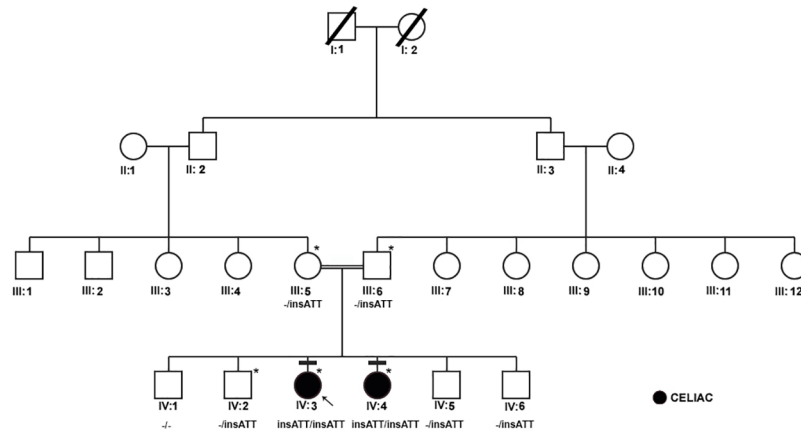 I:1 I:2
II:1 II:2 II:3 II:4
* *
III:1 III:2 III:3 III:4 III:5 III:6 III:7 III:8 III:9 III:10 III:11 III:12
-/insATT -/insATT
* * *
IV:1 IV:2 IV:3 IV:4 IV:5 IV:6 CELIAC
-/- -/insATT insATT/insATT insATT/insATT -/insATT -/insATT